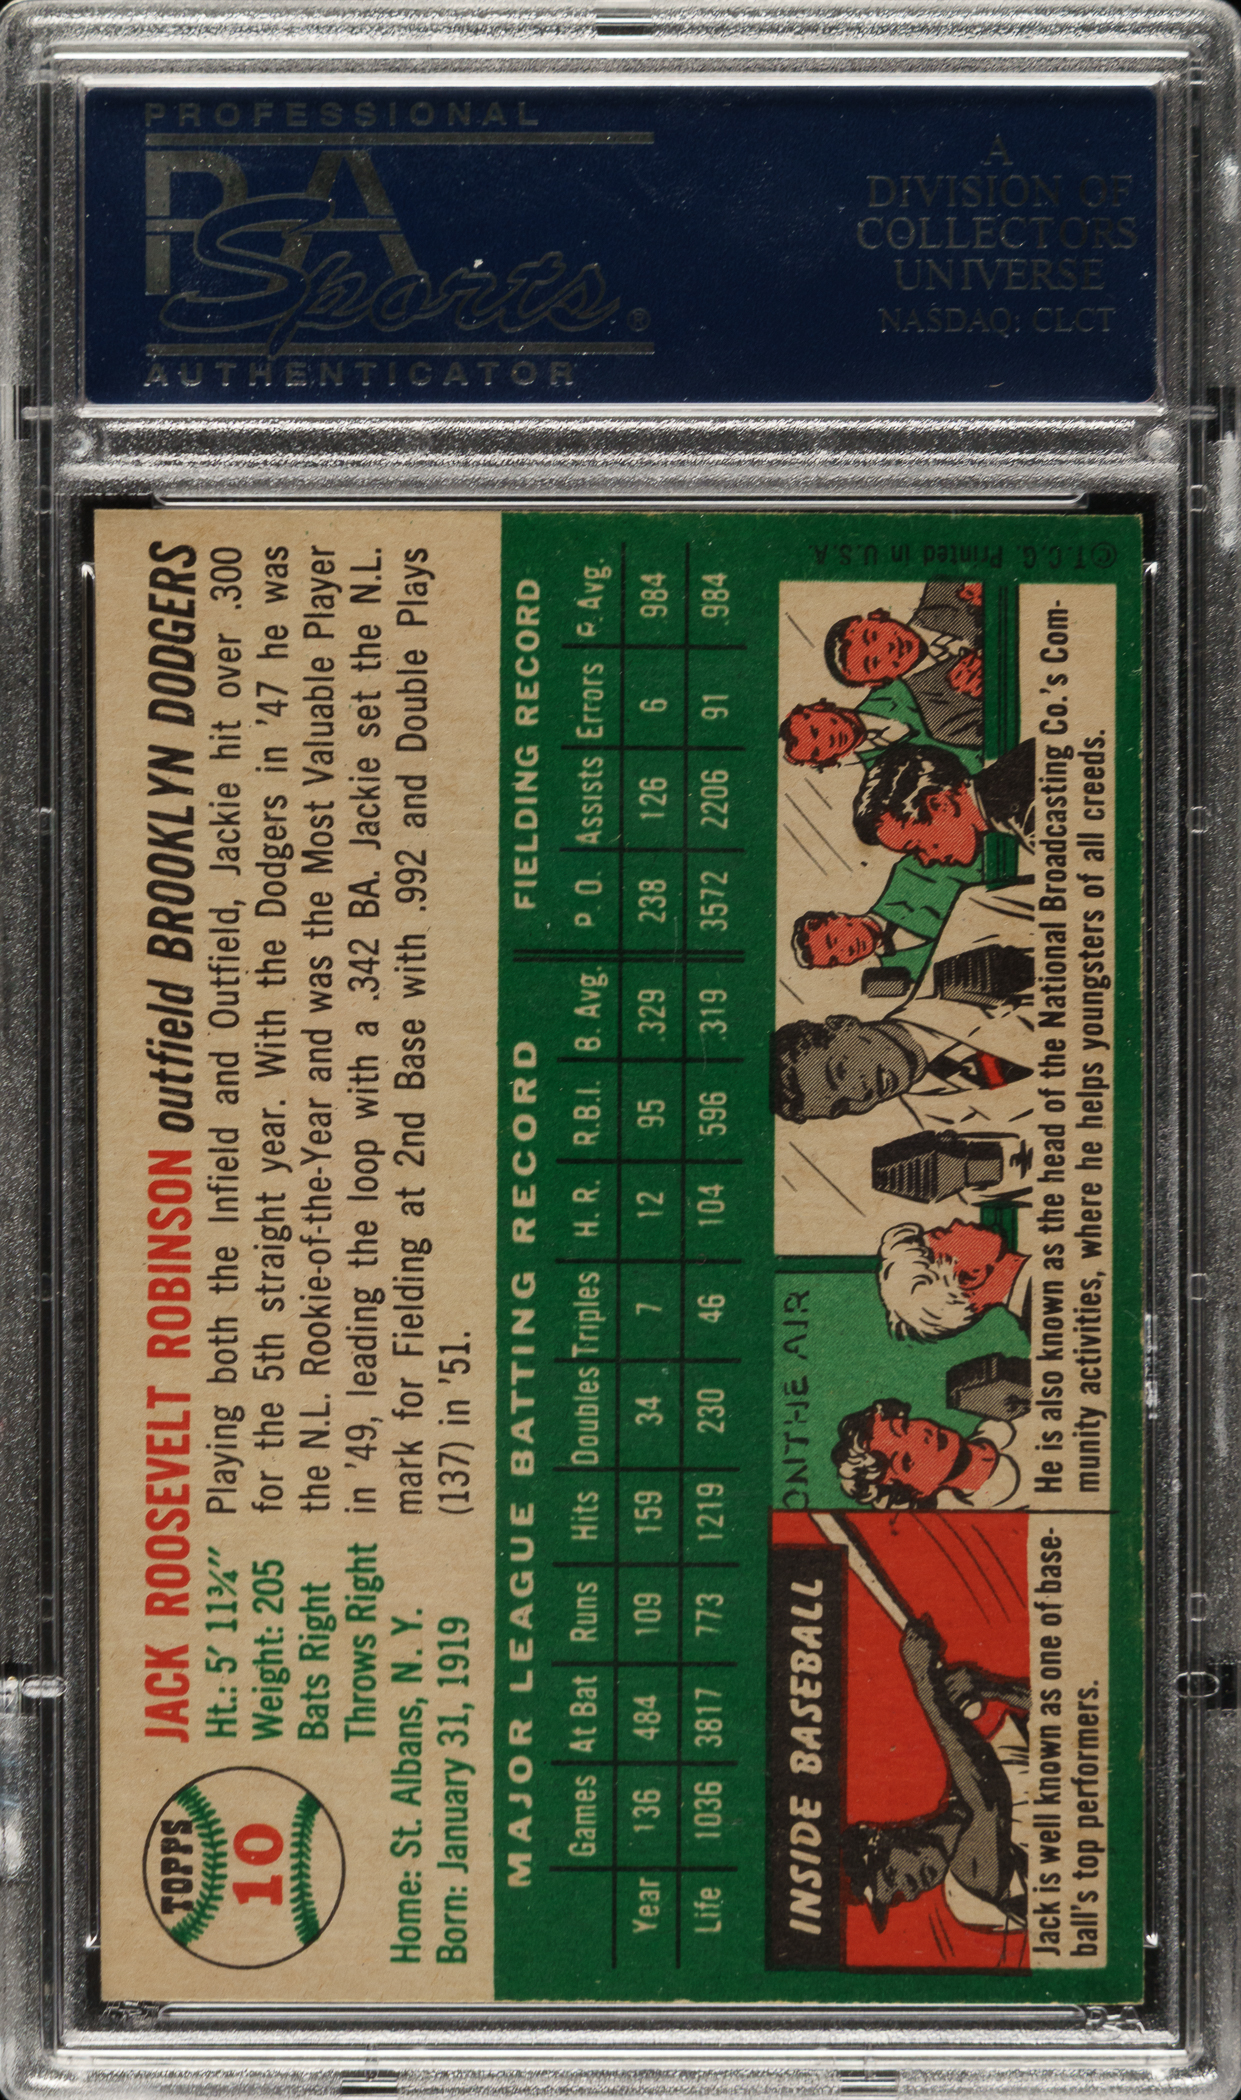 PROFESSIONAL
PSA
Sports®
AUTHENTICATOR
A
DIVISION OF
COLLECTORS
UNIVERSE
NASDAQ: CLCT
TOPPS
10
JACK ROOSEVELT ROBINSON outfield BROOKLYN DODGERS
Ht.: 5′ 11¾″
Weight: 205
Bats Right
Throws Right
Home: St. Albans, N.Y.
Born: January 31, 1919
Playing both the Infield and Outfield, Jackie hit over .300
for the 5th straight year. With the Dodgers in '47 he was
the N.L. Rookie-of-the-Year and was the Most Valuable Player
in '49, leading the loop with a .342 BA. Jackie set the N.L.
mark for Fielding at 2nd Base with .992 and Double Plays
(137) in '51.
MAJOR LEAGUE BATTING RECORD FIELDING RECORD
Games At Bat Runs Hits Doubles Triples H.R. R.B.I. B. Avg. P.O. Assists Errors F. Avg.
Year 136 484 109 159 34 7 12 95 .329 238 126 6 .984
Life 1036 3817 773 1219 230 46 104 596 .319 3572 2206 91 .984
INSIDE BASEBALL
ON THE AIR
Jack is well known as one of base-
ball's top performers.
He is also known as the head of the National Broadcasting Co.'s Com-
munity activities, where he helps youngsters of all creeds.
©T.C.G. Printed in U.S.A.
PSA